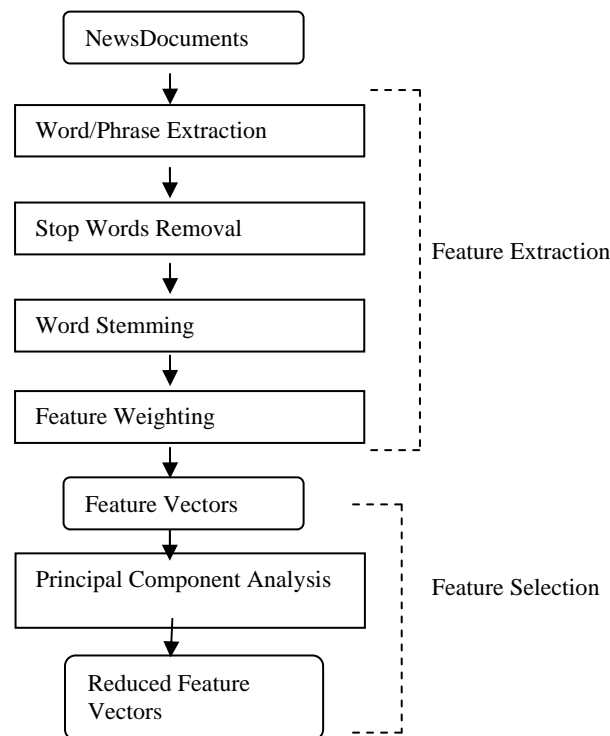 NewsDocuments
Word/Phrase Extraction
Stop Words Removal
Feature Extraction
Word Stemming
Feature Weighting
Feature Vectors
Principal Component Analysis
Feature Selection
Reduced Feature
Vectors